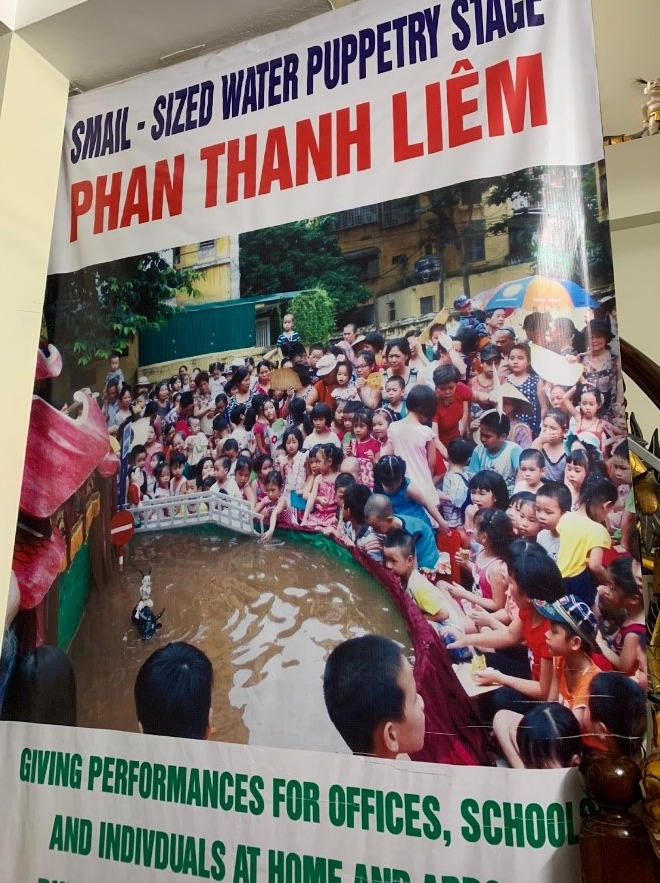 SMAIL - SIZED WATER PUPPETRY STAGE
PHAN THANH LIÊM
GIVING PERFORMANCES FOR OFFICES, SCHOOLS
AND INDIVDUALS AT HOME AND